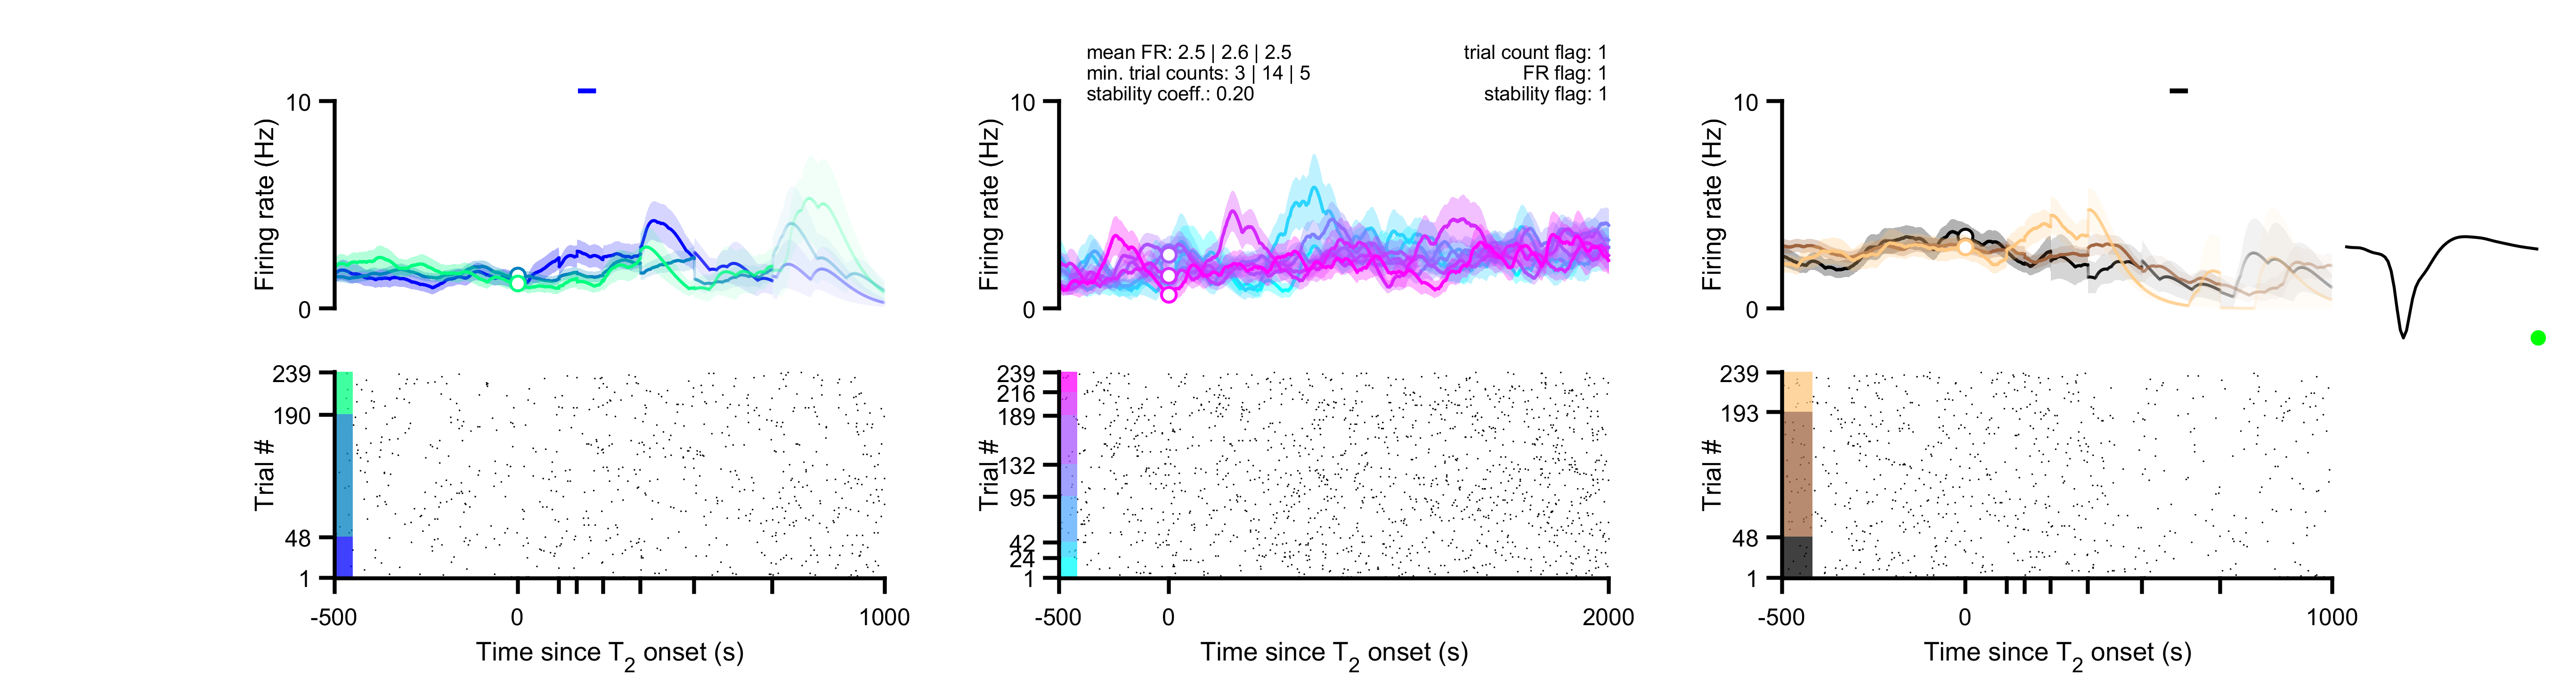 mean FR: 2.5 | 2.6 | 2.5
min. trial counts: 3 | 14 | 5
stability coeff.: 0.20
trial count flag: 1
FR flag: 1
stability flag: 1
10
0
Firing rate (Hz)
10
0
Firing rate (Hz)
10
0
Firing rate (Hz)
239
190
48
1
Trial #
-500
0
1000
Time since T2 onset (s)
239
216
189
132
95
42
24
1
Trial #
-500
0
2000
Time since T2 onset (s)
239
193
48
1
Trial #
-500
0
1000
Time since T2 onset (s)